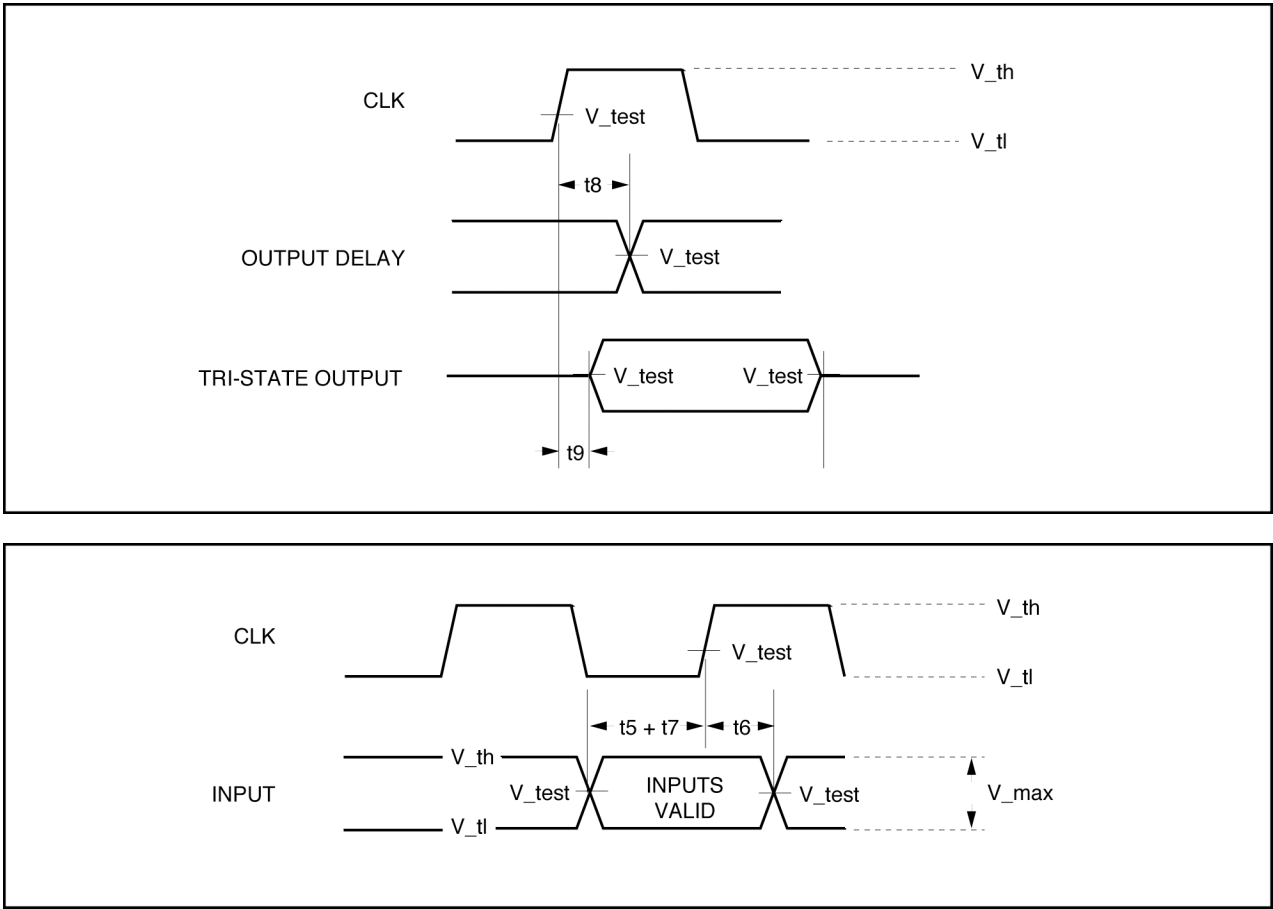 V_th
CLK
V_test
V_tl
t8
OUTPUT DELAY
V_test
TRI-STATE OUTPUT
V_test
V_test
t9
V_th
CLK
V_test
V_tl
t5 + t7
t6
V_th
INPUT
V_test
INPUTS
VALID
V_test
V_max
V_tl